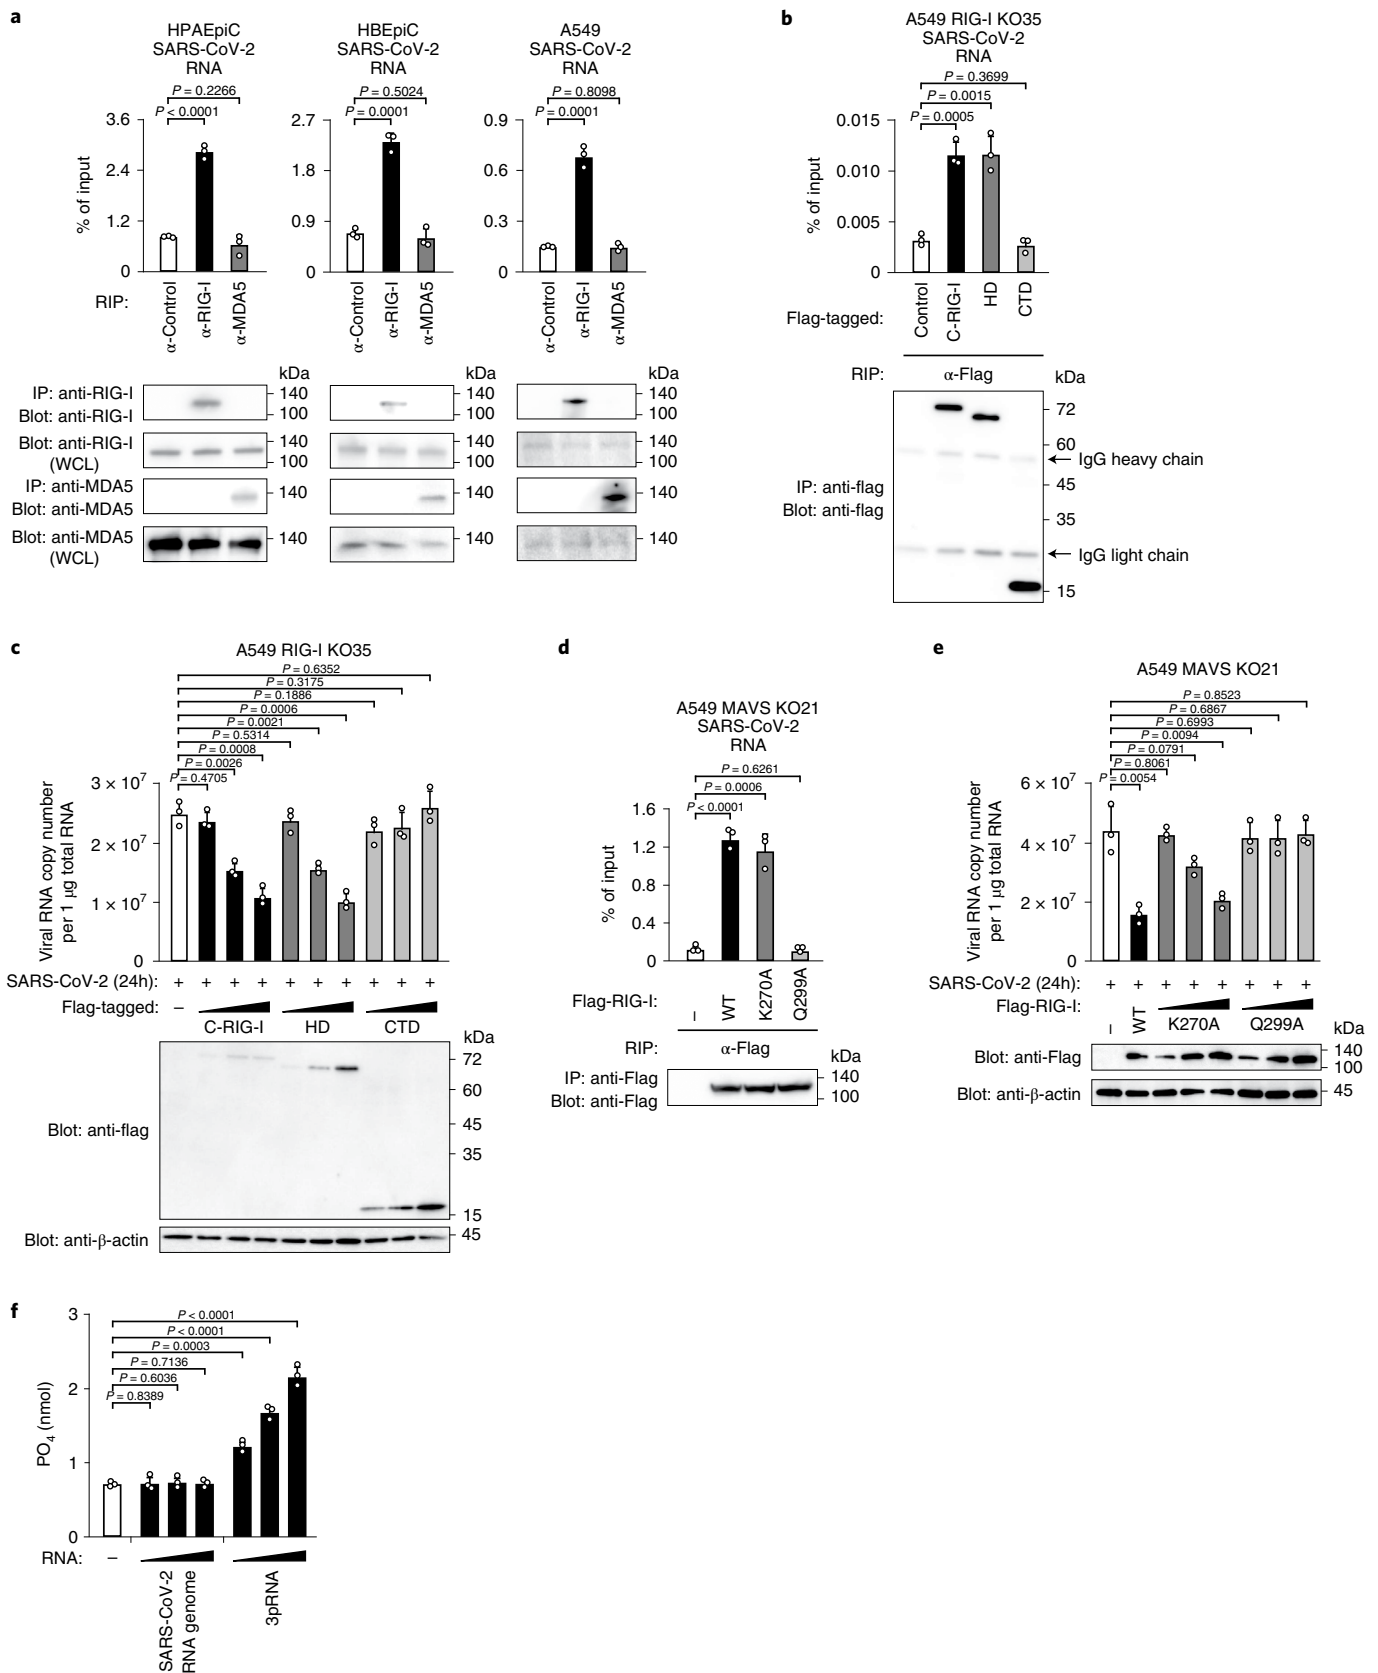 a
HPAEpiC
SARS-CoV-2
RNA
P = 0.2266
P < 0.0001
3.6
2.4
1.2
0
% of input
HBEpiC
SARS-CoV-2
RNA
P = 0.5024
P = 0.0001
2.7
1.8
0.9
0
A549
SARS-CoV-2
RNA
P = 0.8098
P = 0.0001
0.9
0.6
0.3
0
RIP:
α-Control
α-RIG-I
α-MDA5
α-Control
α-RIG-I
α-MDA5
α-Control
α-RIG-I
α-MDA5
kDa
kDa
kDa
IP: anti-RIG-I
Blot: anti-RIG-I
140
100
140
100
140
100
Blot: anti-RIG-I
(WCL)
140
100
140
100
140
100
IP: anti-MDA5
Blot: anti-MDA5
140
140
140
Blot: anti-MDA5
(WCL)
140
140
140
b
A549 RIG-I KO35
SARS-CoV-2
RNA
P = 0.3699
P = 0.0015
P = 0.0005
0.015
0.010
0.005
0
% of input
Flag-tagged:
Control
C-RIG-I
HD
CTD
RIP:
α-Flag
kDa
72
60
IgG heavy chain
45
IP: anti-flag
Blot: anti-flag
35
IgG light chain
15
c
A549 RIG-I KO35
P = 0.6352
P = 0.3175
P = 0.1886
P = 0.0006
P = 0.0021
P = 0.5314
P = 0.0008
P = 0.0026
P = 0.4705
3 × 10⁷
2 × 10⁷
1 × 10⁷
0
Viral RNA copy number
per 1 μg total RNA
SARS-CoV-2 (24h): + + + + + + + + + +
Flag-tagged: –
C-RIG-I HD CTD
kDa
72
60
45
35
15
Blot: anti-flag
Blot: anti-β-actin
45
d
A549 MAVS KO21
SARS-CoV-2
RNA
P = 0.6261
P = 0.0006
P < 0.0001
1.6
1.2
0.8
0.4
0
% of input
Flag-RIG-I:
–
WT
K270A
Q299A
RIP:
α-Flag
kDa
IP: anti-Flag
Blot: anti-Flag
140
100
e
A549 MAVS KO21
P = 0.8523
P = 0.6867
P = 0.6993
P = 0.0094
P = 0.0791
P = 0.8061
P = 0.0054
6 × 10⁷
4 × 10⁷
2 × 10⁷
0
Viral RNA copy number
per 1 μg total RNA
SARS-CoV-2 (24h): + + + + + + + +
Flag-RIG-I:
–
WT
K270A Q299A
kDa
Blot: anti-Flag
140
100
Blot: anti-β-actin
45
f
P < 0.0001
P < 0.0001
P = 0.0003
P = 0.7136
P = 0.6036
P = 0.8389
3
2
1
0
PO₄ (nmol)
RNA: –
SARS-CoV-2
RNA genome
3pRNA